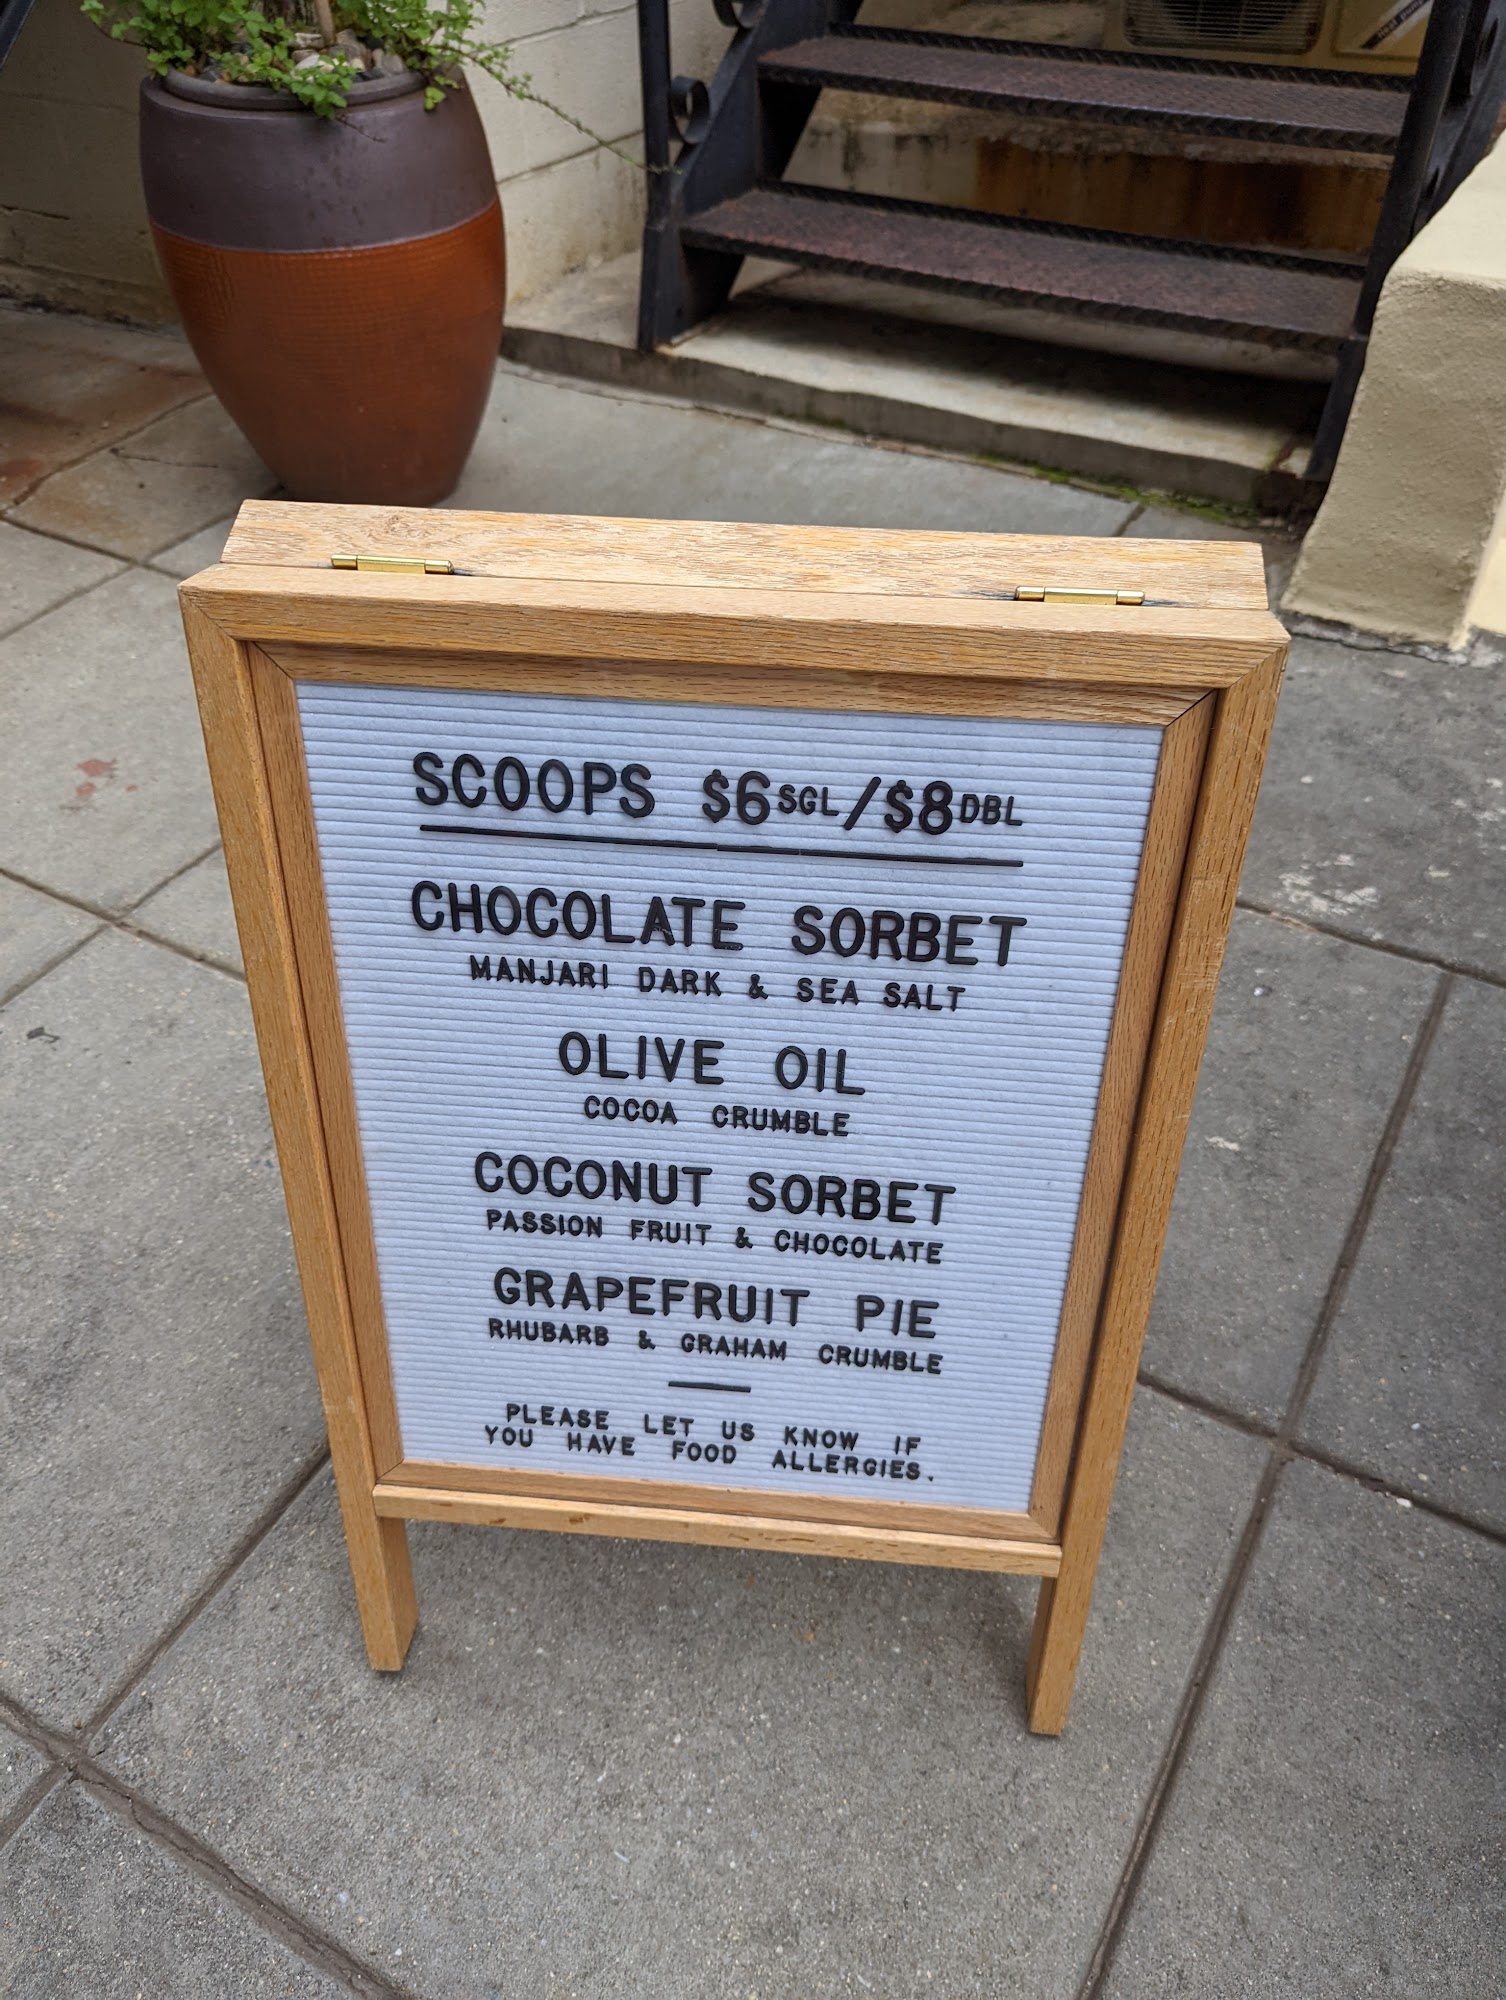 SCOOPS $6SGL/$8DBL
CHOCOLATE SORBET
MANJARI DARK & SEA SALT
OLIVE OIL
COCOA CRUMBLE
COCONUT SORBET
PASSION FRUIT & CHOCOLATE
GRAPEFRUIT PIE
RHUBARB & GRAHAM CRUMBLE
PLEASE LET US KNOW IF
YOU HAVE FOOD ALLERGIES.